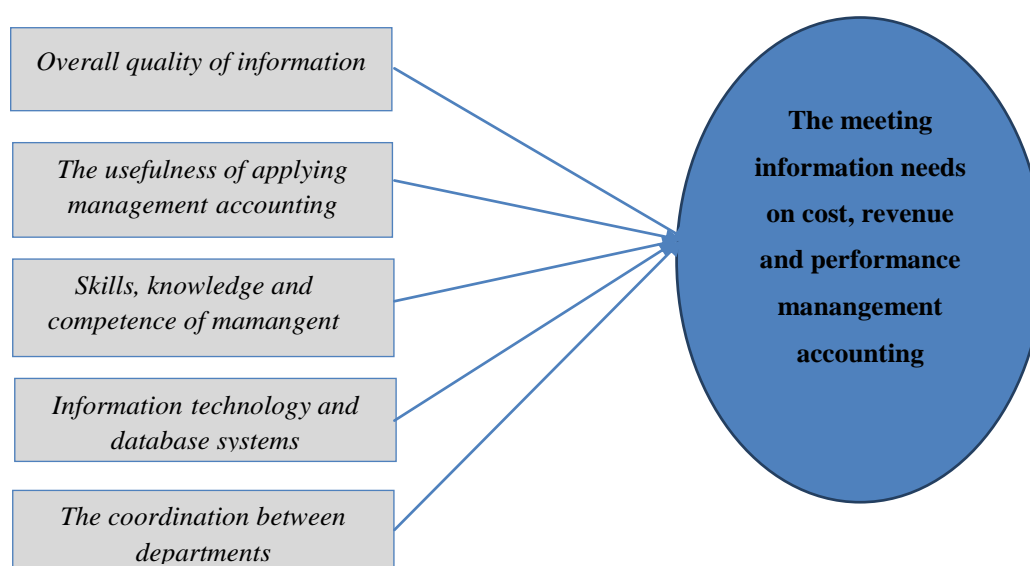 Overall quality of information
The usefulness of applying
management accounting
Skills, knowledge and
competence of mamangent
Information technology and
database systems
The coordination between
departments
The meeting
information needs
on cost, revenue
and performance
manangement
accounting